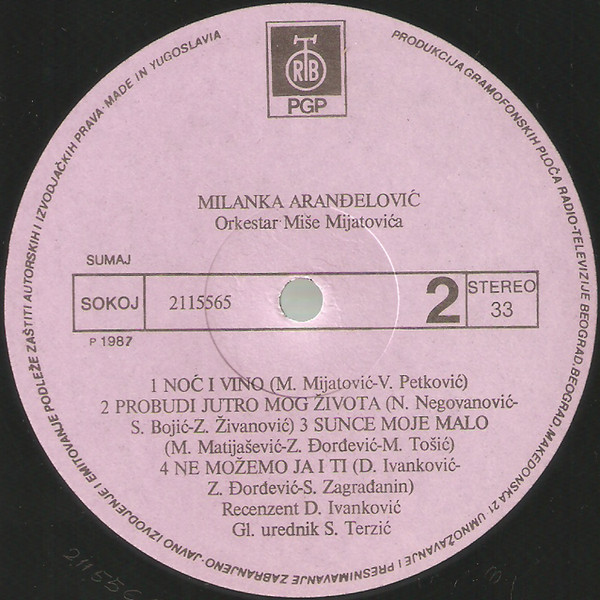 RTB
PGP
PRODUKCIJA GRAMOFONSKIH PLOČA RADIO-TELEVIZIJE BEOGRAD, BEOGRAD, MAKEDONSKA 21 UMNOŽAVANJE I PRESNIMAVANJE ZABRANJENO · JAVNO IZVODJENJE I EMITOVANJE PODLEŽE ZAŠTITI AUTORSKIH I IZVODJAČKIH PRAVA · MADE IN YUGOSLAVIA
MILANKA ARANĐELOVIĆ
Orkestar Miše Mijatovića
SUMAJ
SOKOJ 2115565 2 STEREO
33
P 1987
1 NOĆ I VINO (M. Mijatović-V. Petković)
2 PROBUDI JUTRO MOG ŽIVOTA (N. Negovanović-
S. Bojić-Z. Živanović) 3 SUNCE MOJE MALO
(M. Matijašević-Z. Đorđević-M. Tošić)
4 NE MOŽEMO JA I TI (D. Ivanković-
Z. Đorđević-S. Zagrađanin)
Recenzent D. Ivanković
Gl. urednik S. Terzić